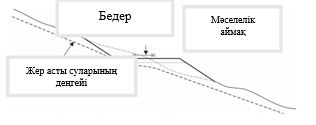 Бедер
Мәселелік
аймақ
Жер асты суларының
деңгейі